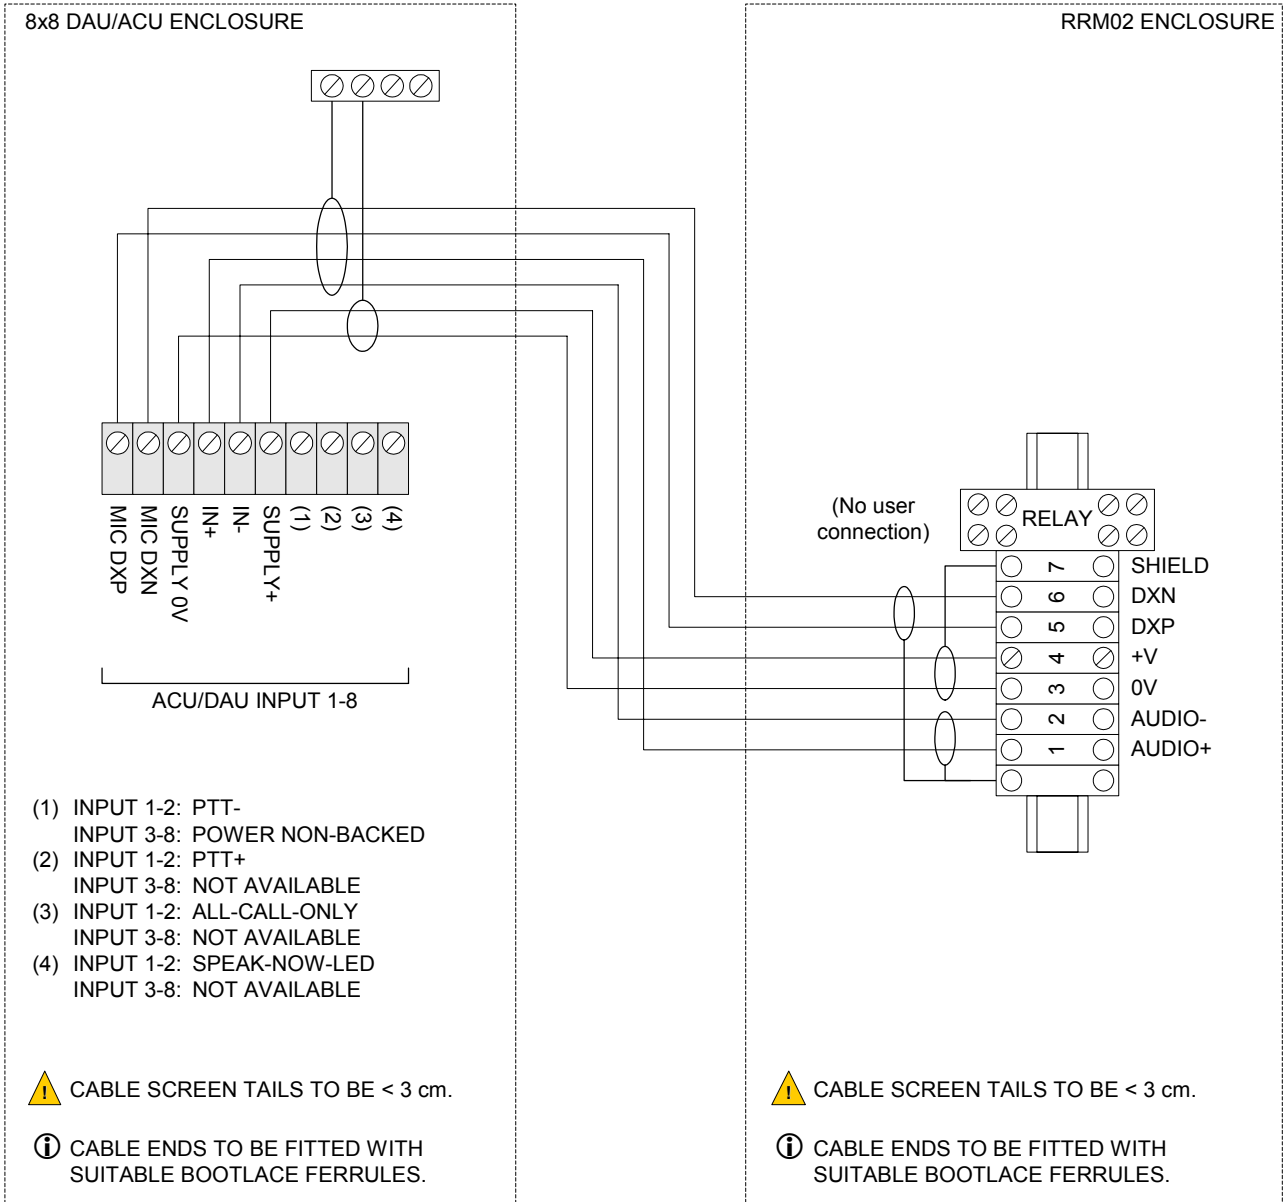 8x8 DAU/ACU ENCLOSURE
RRM02 ENCLOSURE
MIC DXP
MIC DXN
SUPPLY 0V
IN+
IN-
SUPPLY+
(1)
(2)
(3)
(4)
ACU/DAU INPUT 1-8
(No user
connection)
RELAY
7 SHIELD
6 DXN
5 DXP
4 +V
3 0V
2 AUDIO-
1 AUDIO+
(1) INPUT 1-2: PTT-
INPUT 3-8: POWER NON-BACKED
(2) INPUT 1-2: PTT+
INPUT 3-8: NOT AVAILABLE
(3) INPUT 1-2: ALL-CALL-ONLY
INPUT 3-8: NOT AVAILABLE
(4) INPUT 1-2: SPEAK-NOW-LED
INPUT 3-8: NOT AVAILABLE
! CABLE SCREEN TAILS TO BE < 3 cm.
i CABLE ENDS TO BE FITTED WITH
SUITABLE BOOTLACE FERRULES.
! CABLE SCREEN TAILS TO BE < 3 cm.
i CABLE ENDS TO BE FITTED WITH
SUITABLE BOOTLACE FERRULES.